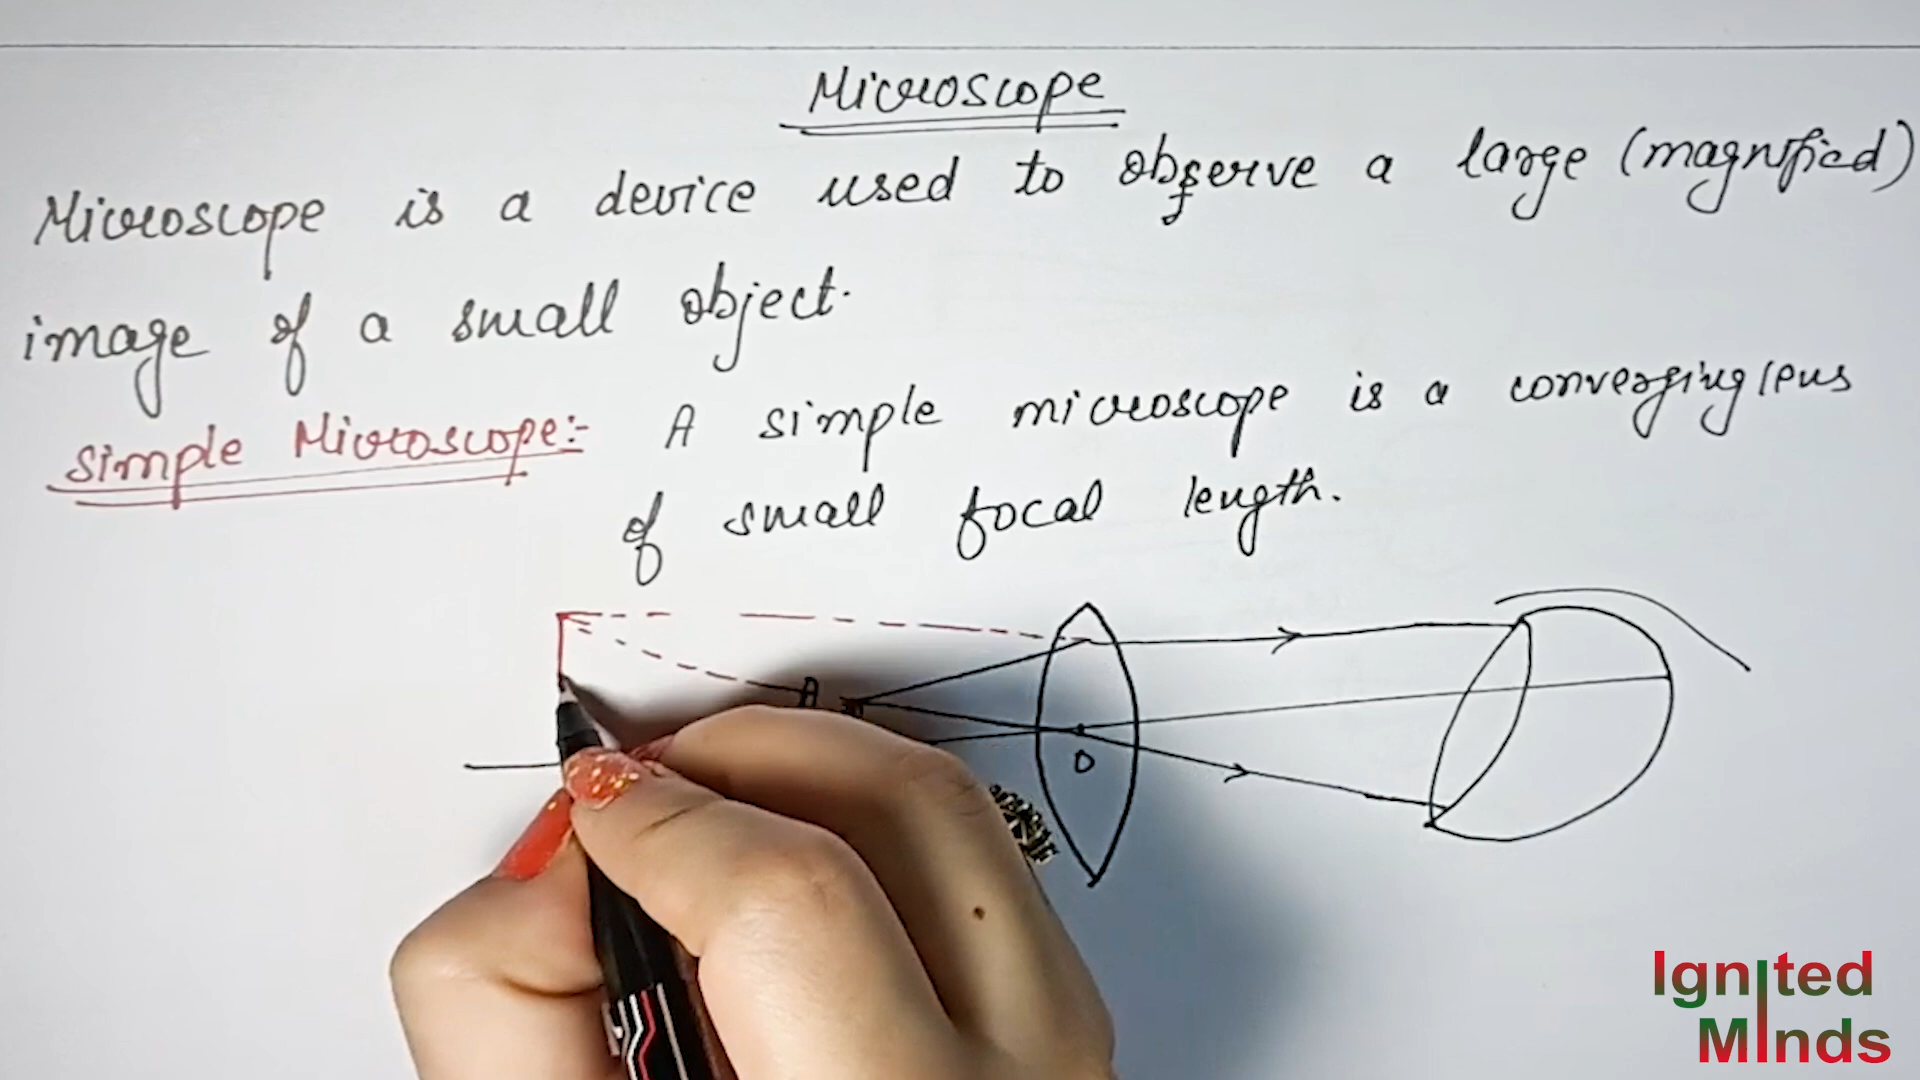 Microscope
Microscope is a device used to observe a large (magnified)
image of a small object.
Simple Microscope:- A simple microscope is a converging lens
of small focal length.
A
O
Ignited
Minds